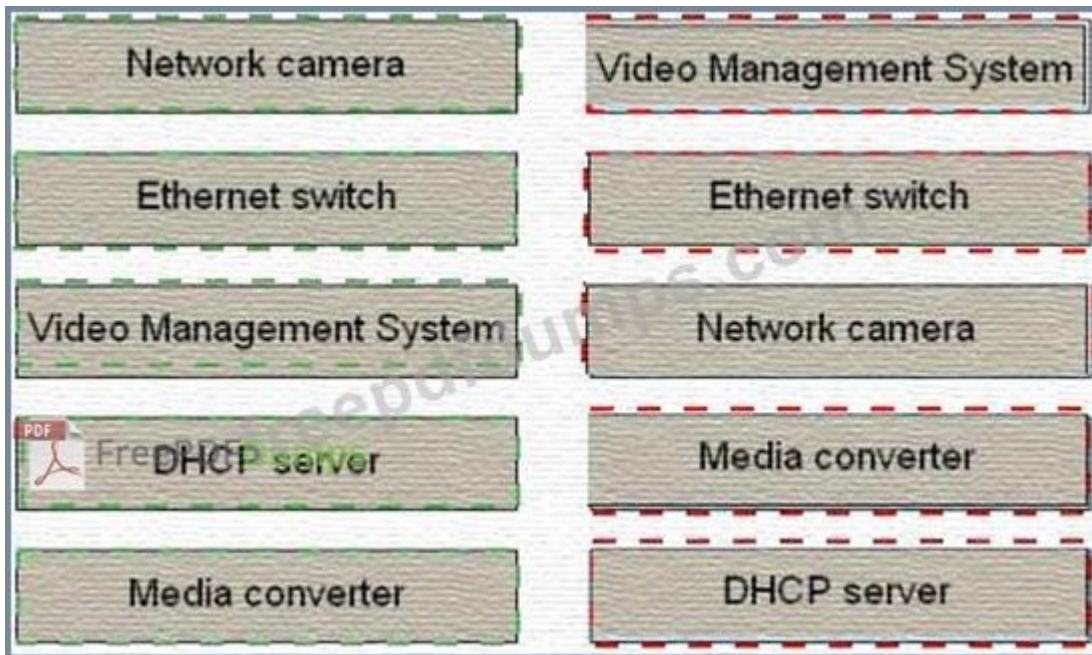 Network camera
Video Management System
Ethernet switch
Ethernet switch
Video Management System
Network camera
PDF
DHCP server
Media converter
Media converter
DHCP server